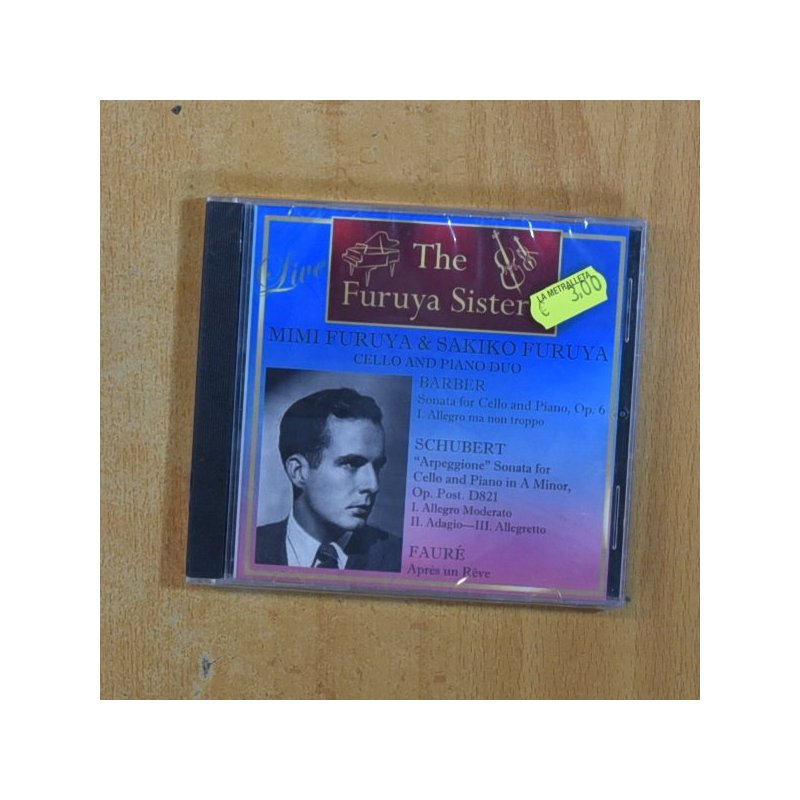 Live
The
Furuya Sister
LA METRALLETA
€ 3.00
MIMI FURUYA & SAKIKO FURUYA
CELLO AND PIANO DUO
BARBER
Sonata for Cello and Piano, Op. 6
I. Allegro ma non troppo
SCHUBERT
"Arpeggione" Sonata for
Cello and Piano in A Minor,
Op. Post. D821
I. Allegro Moderato
II. Adagio—III. Allegretto
FAURÉ
Après un Rêve